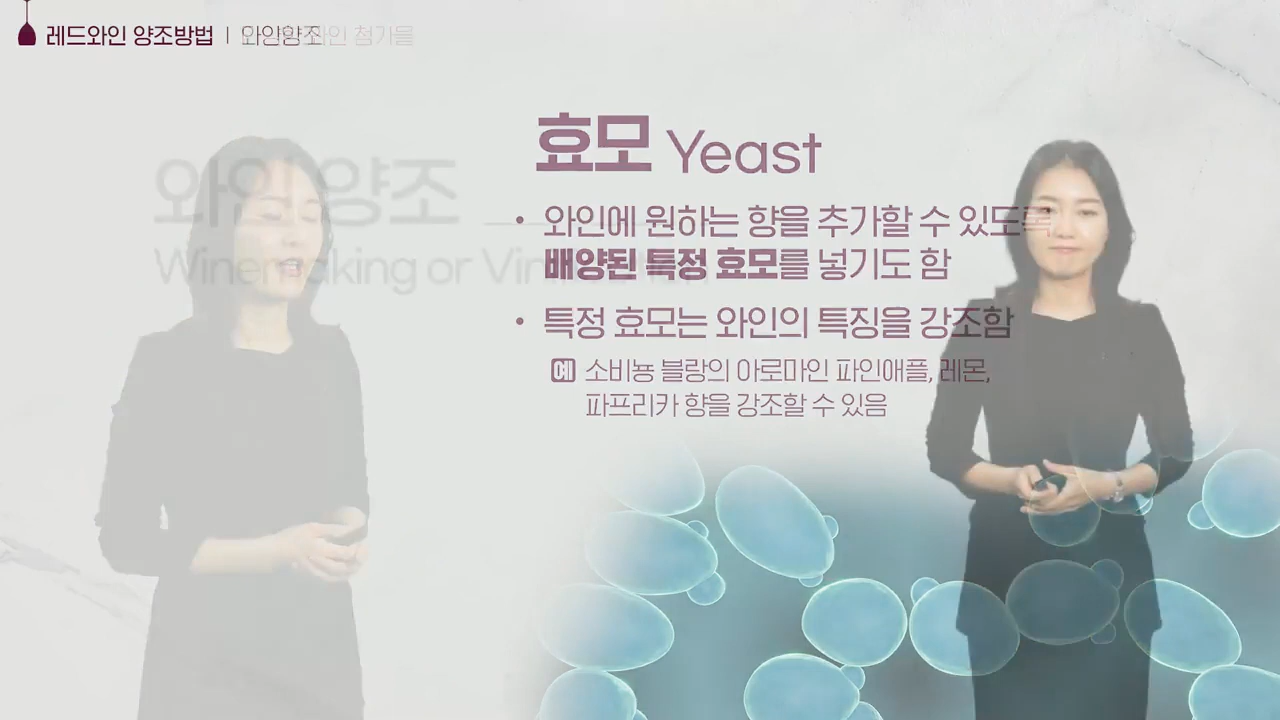 레드와인 양조방법 | 와인양조
효모 Yeast
와인 양조
• 와인에 원하는 향을 추가할 수 있도록
배양된 특정 효모를 넣기도 함
Winemaking or
• 특정 효모는 와인의 특징을 강조함
예 소비뇽 블랑의 아로마인 파인애플, 레몬,
파프리카 향을 강조할 수 있음